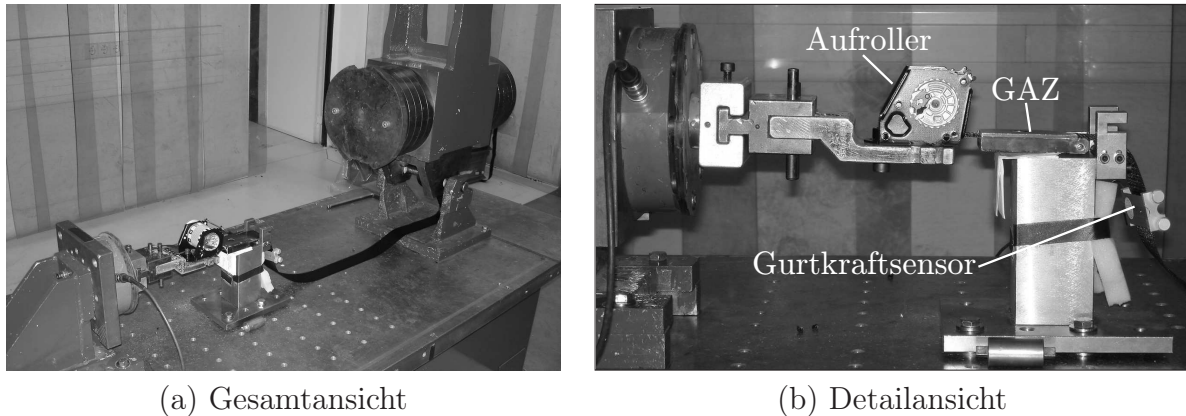 Aufroller
GAZ
Gurtkraftsensor
(a) Gesamtansicht
(b) Detailansicht